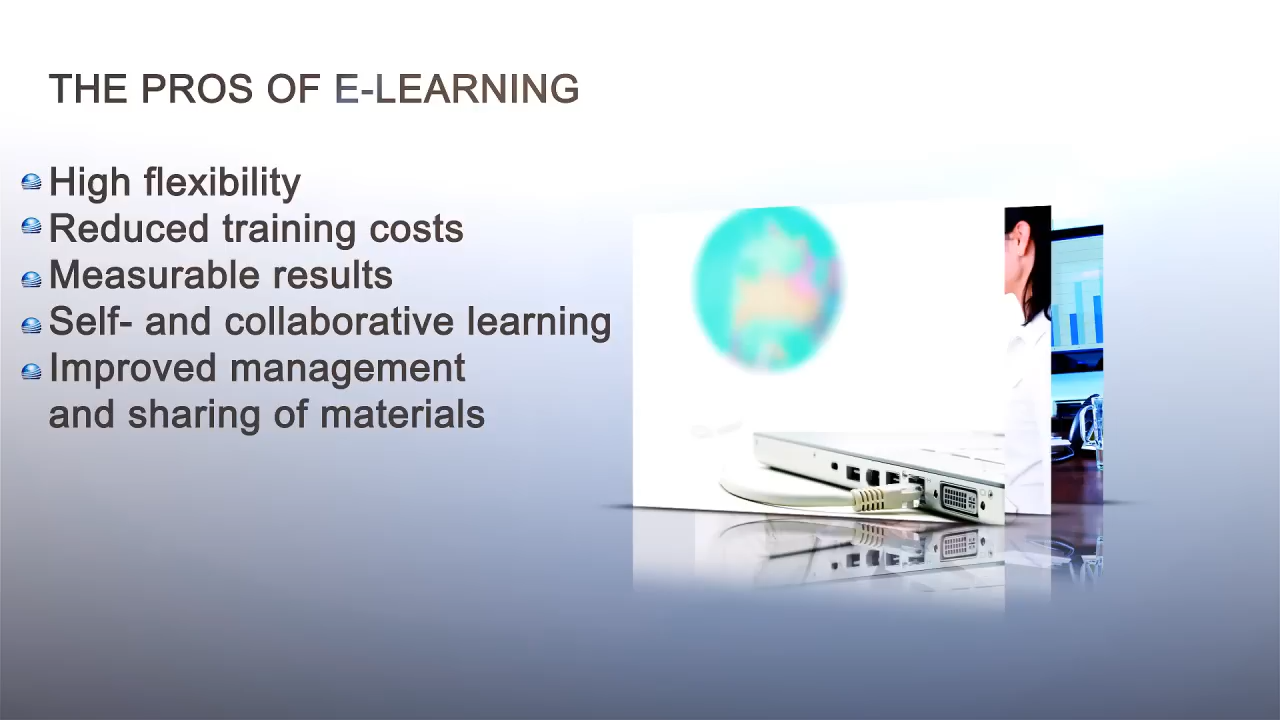 THE PROS OF E-LEARNING
High flexibility
Reduced training costs
Measurable results
Self- and collaborative learning
Improved management
and sharing of materials